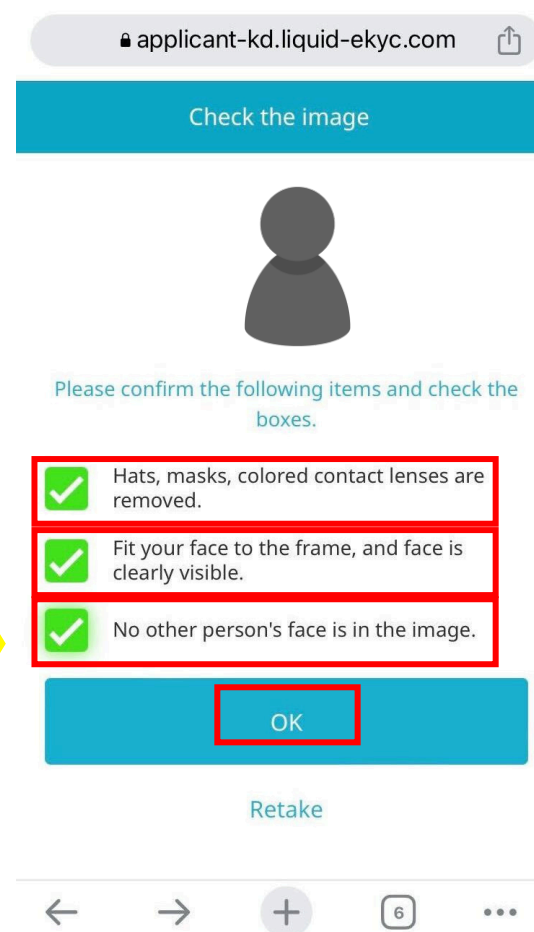 applicant-kd.liquid-ekyc.com
Check the image
Please confirm the following items and check the
boxes.
Hats, masks, colored contact lenses are
removed.
Fit your face to the frame, and face is
clearly visible.
No other person's face is in the image.
OK
Retake
6